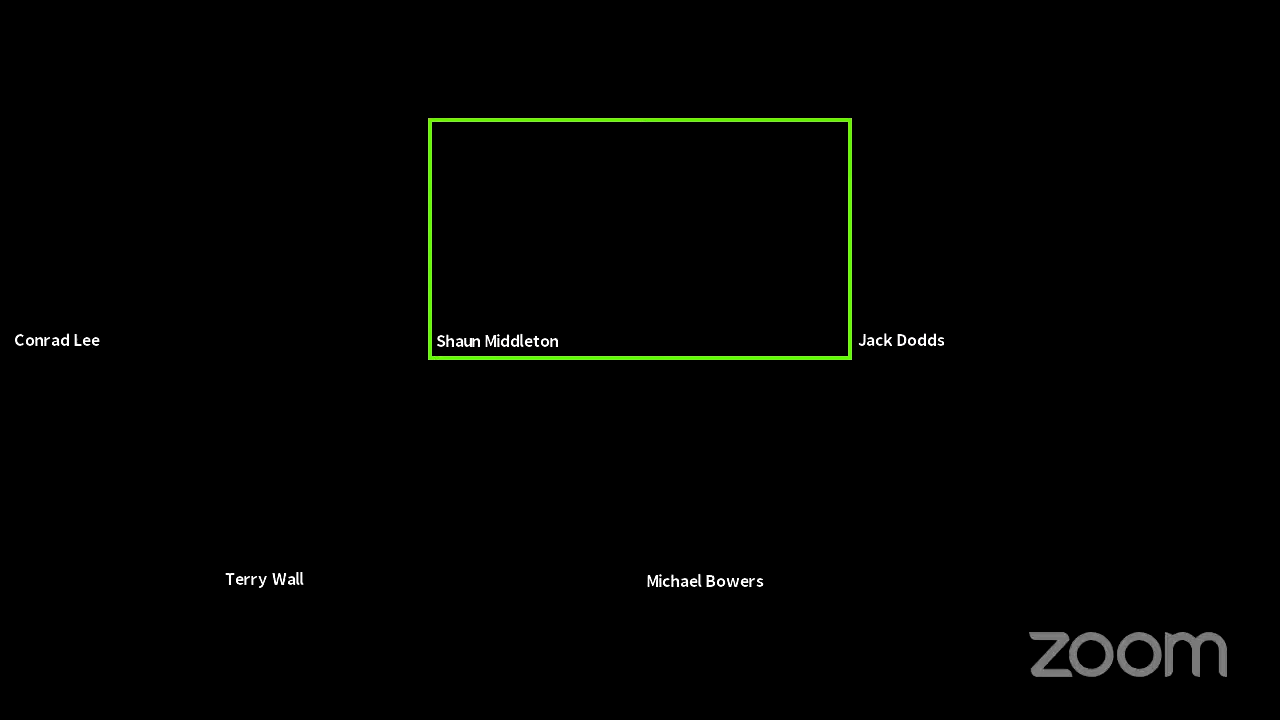 Conrad Lee
Shaun Middleton
Jack Dodds
Terry Wall
Michael Bowers
zoom